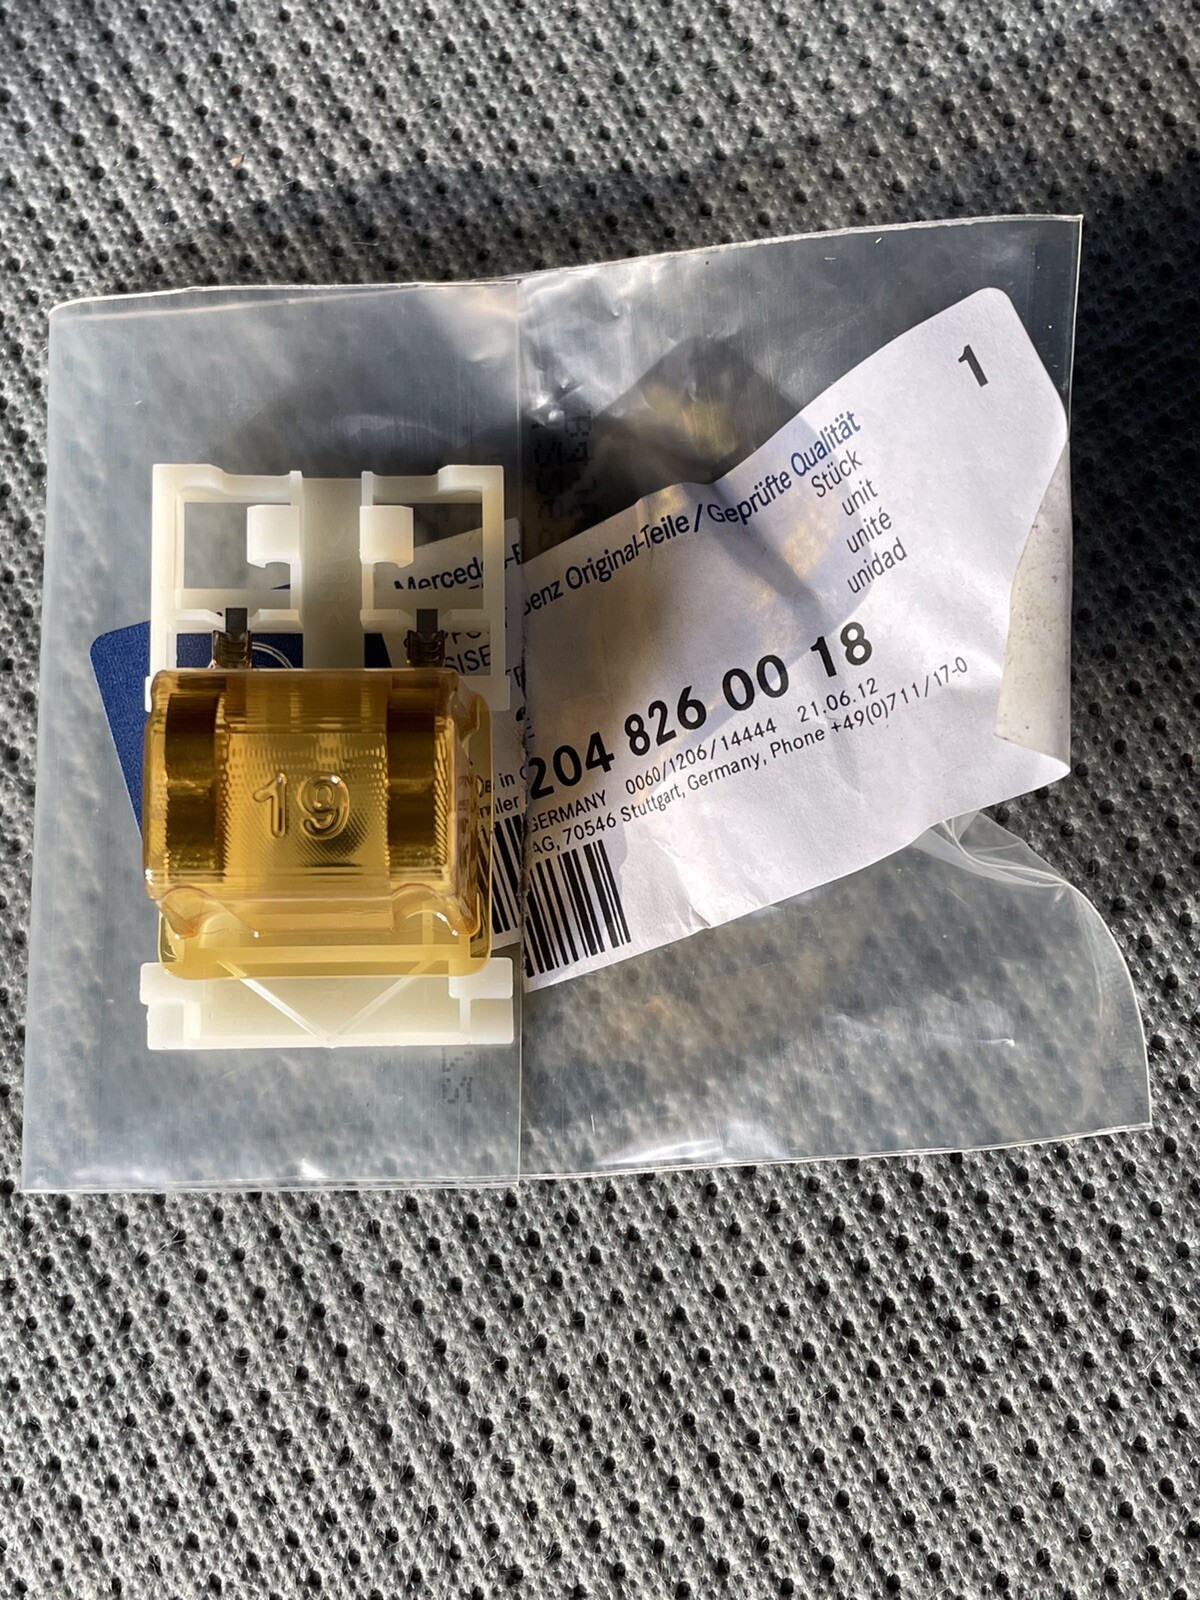 1
Mercedes-Benz Original-Teile / Geprüfte Qualität
Stück
unit
unité
unidad
204 826 00 18
GERMANY 0060/1206/14444 21.06.12
AG, 70546 Stuttgart, Germany, Phone +49(0)711/17-0
19